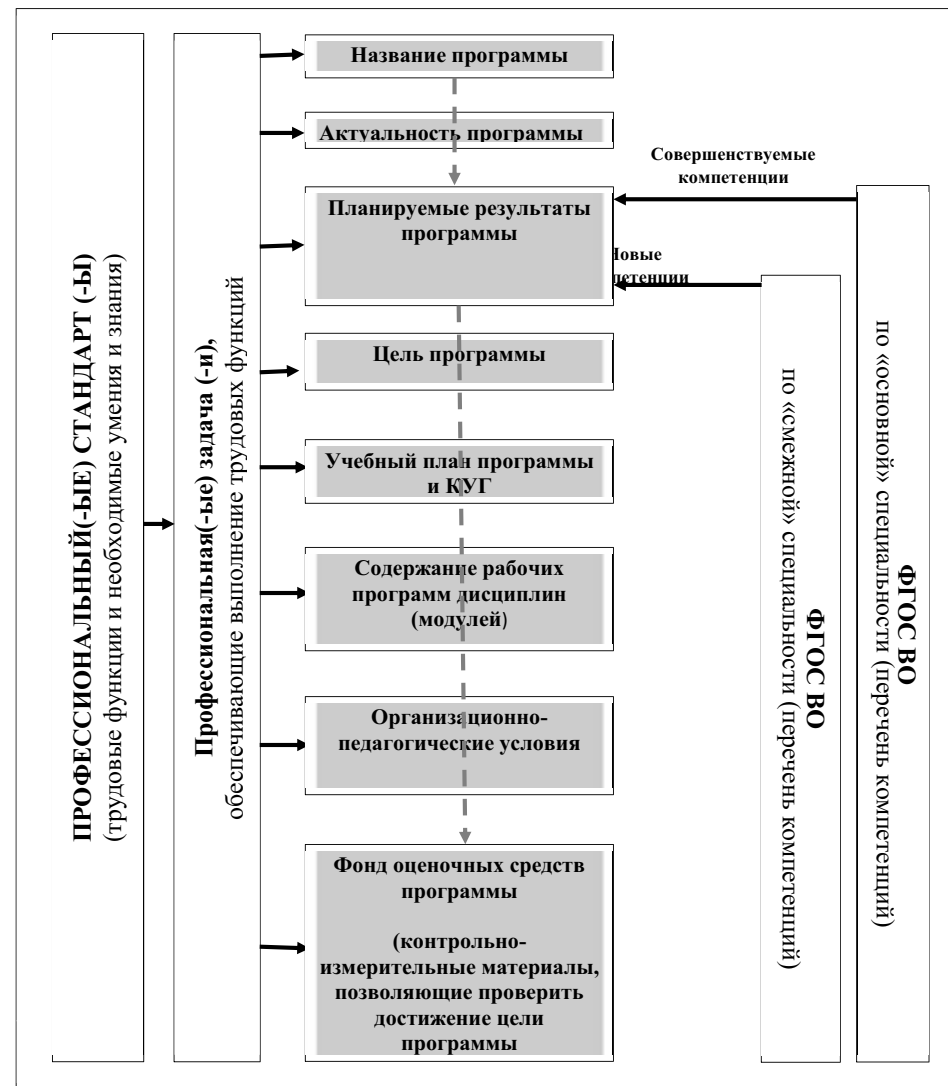 ПРОФЕССИОНАЛЬНЫЙ(-ЫЕ) СТАНДАРТ (-Ы)
(трудовые функции и необходимые умения и знания)
Профессиональная(-ые) задача (-и),
обеспечивающие выполнение трудовых функций
Название программы
Актуальность программы
Планируемые результаты
программы
Цель программы
Учебный план программы
и КУГ
Содержание рабочих
программ дисциплин
(модулей)
Организационно-
педагогические условия
Фонд оценочных средств
программы
(контрольно-
измерительные материалы,
позволяющие проверить
достижение цели
программы
Совершенствуемые
компетенции
ФГОС ВО
по «смежной» специальности (перечень компетенций)
ФГОС ВО
по «основной» специальности (перечень компетенций)